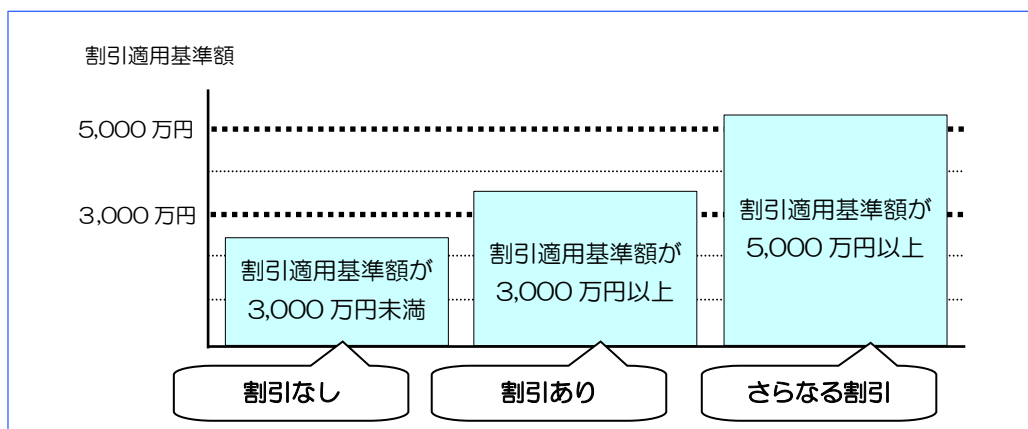 割引適用基準額
5,000 万円
3,000 万円
割引適用基準額が
3,000 万円未満
割引適用基準額が
3,000 万円以上
割引適用基準額が
5,000 万円以上
割引なし
割引あり
さらなる割引